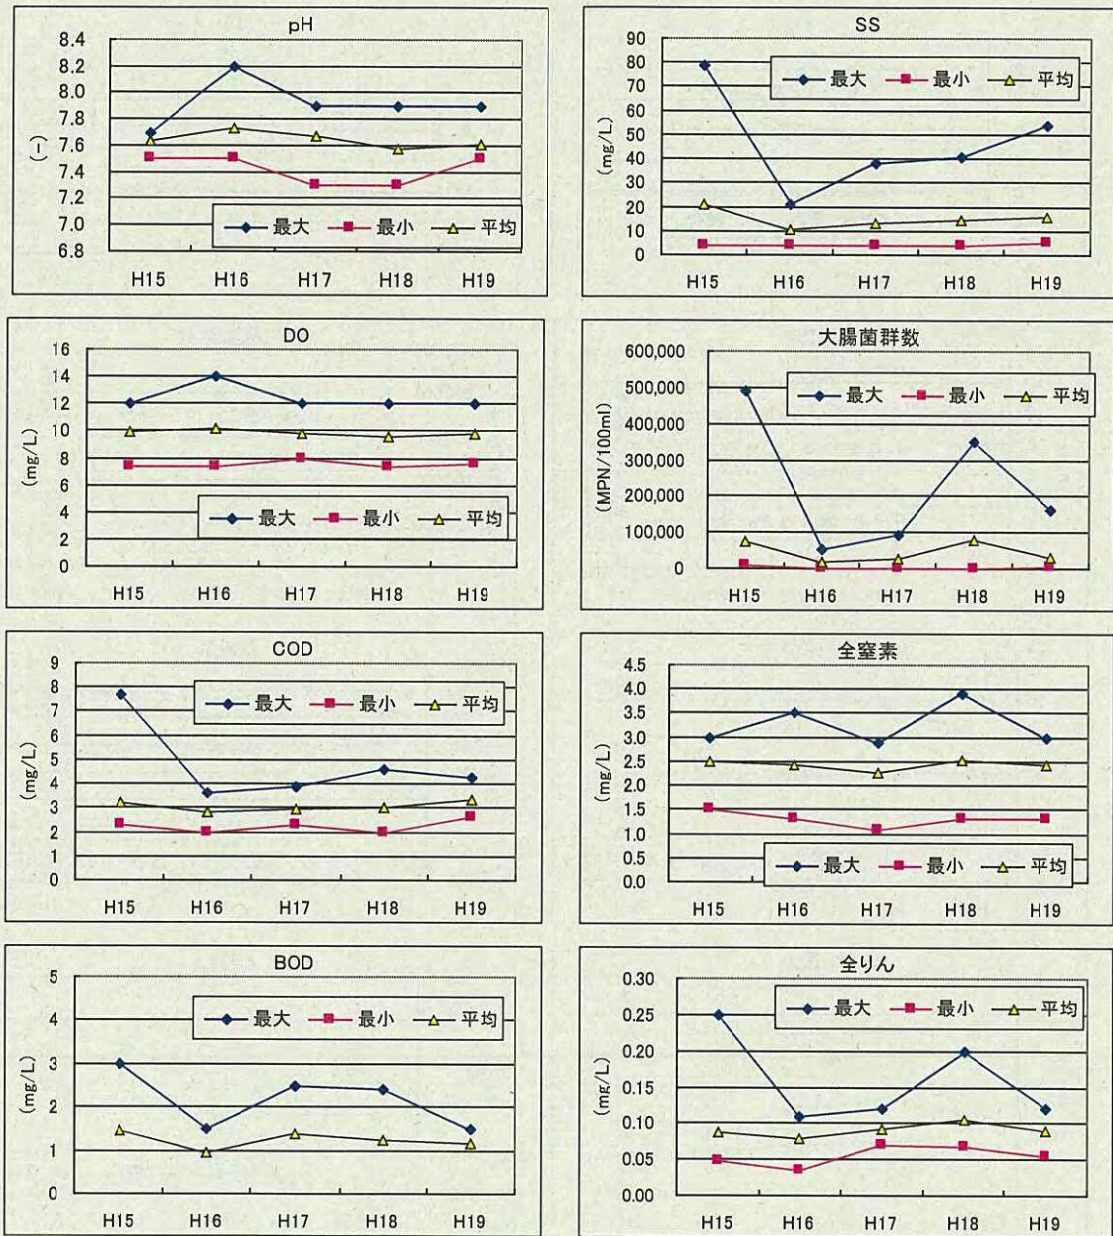 pH
8.4
8.2
8.0
7.8
7.6
7.4
7.2
7.0
6.8
(-)
最大 最小 平均
H15 H16 H17 H18 H19
SS
90
80
70
60
50
40
30
20
10
0
(mg/L)
最大 最小 平均
H15 H16 H17 H18 H19
DO
16
14
12
10
8
6
4
2
0
(mg/L)
最大 最小 平均
H15 H16 H17 H18 H19
大腸菌群数
600,000
500,000
400,000
300,000
200,000
100,000
0
(MPN/100ml)
最大 最小 平均
H15 H16 H17 H18 H19
COD
9
8
7
6
5
4
3
2
1
0
(mg/L)
最大 最小 平均
H15 H16 H17 H18 H19
全窒素
4.5
4.0
3.5
3.0
2.5
2.0
1.5
1.0
0.5
0.0
(mg/L)
最大 最小 平均
H15 H16 H17 H18 H19
BOD
5
4
3
2
1
0
(mg/L)
最大 最小 平均
H15 H16 H17 H18 H19
全りん
0.30
0.25
0.20
0.15
0.10
0.05
0.00
(mg/L)
最大 最小 平均
H15 H16 H17 H18 H19